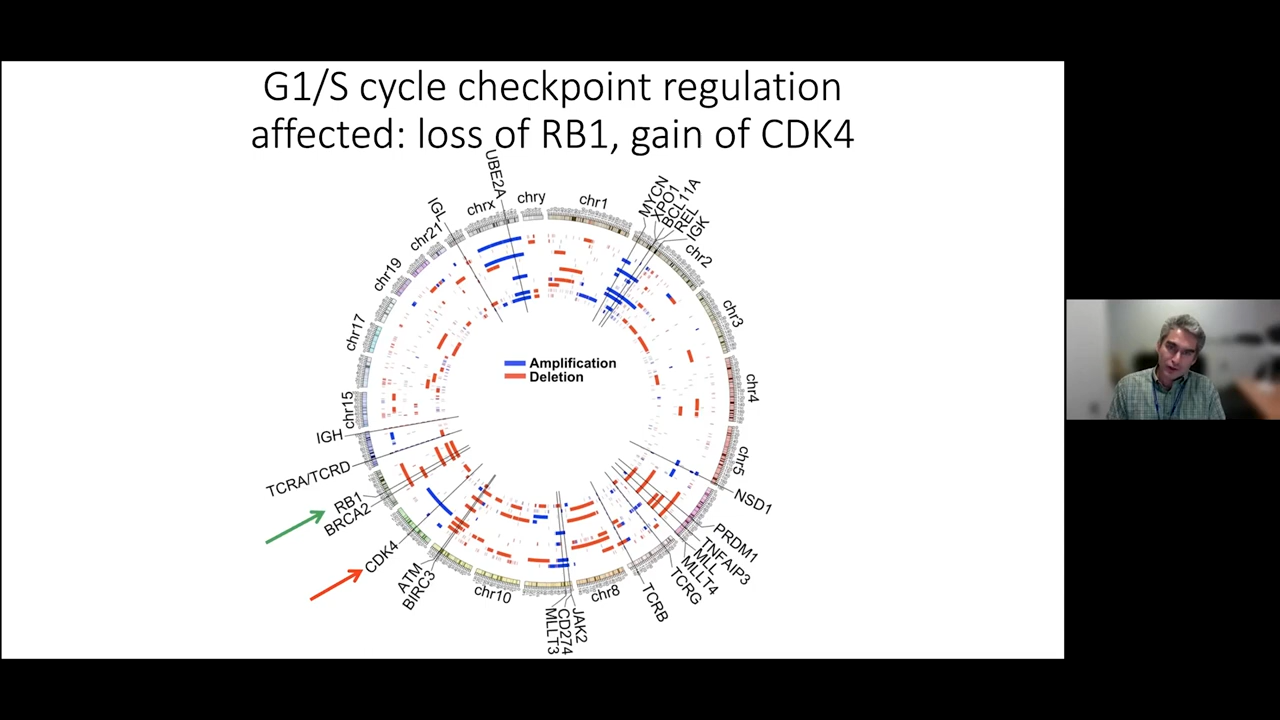 G1/S cycle checkpoint regulation
affected: loss of RB1, gain of CDK4
UBE2A
IGL
chrx
chry
chr1
MYCN
XPO1
BCL11A
REL
IGK
chr2
chr3
chr4
chr5
NSD1
PRDM1
TNFAIP3
MLL
MLLT4
TCRG
TCRB
chr8
JAK2
CD274
MLLT3
chr10
BIRC3
ATM
CDK4
BRCA2
RB1
TCRA/TCRD
IGH
chr15
chr17
chr19
chr21
Amplification
Deletion